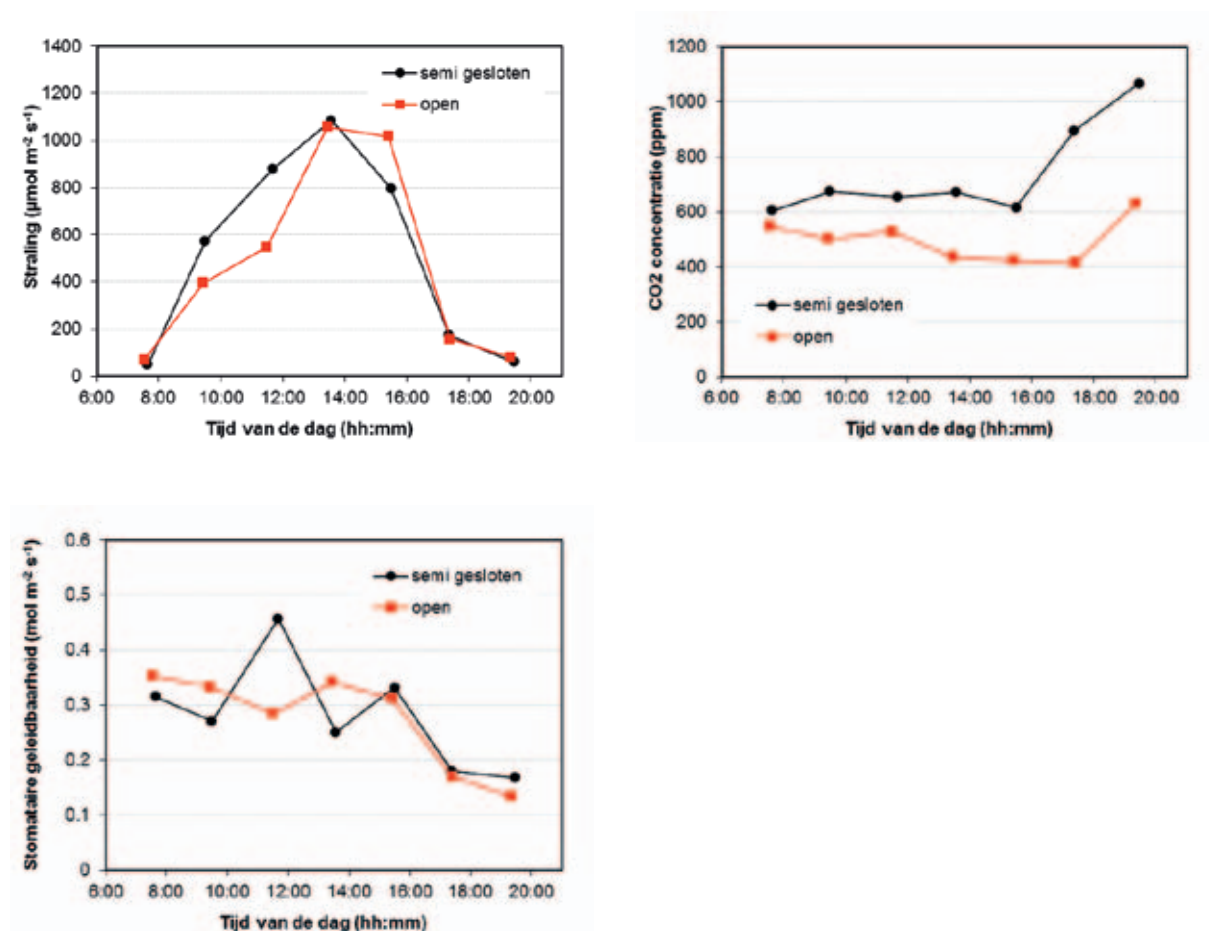 Straling (µmol m⁻² s⁻¹)
1400
1200
1000
800
600
400
200
0
semi gesloten
open
6:00 8:00 10:00 12:00 14:00 16:00 18:00 20:00
Tijd van de dag (hh:mm)
CO2 concentratie (ppm)
1200
1000
800
600
400
200
0
semi gesloten
open
6:00 8:00 10:00 12:00 14:00 16:00 18:00 20:00
Tijd van de dag (hh:mm)
Stomataire geleidbaarheid (mol m⁻² s⁻¹)
0.6
0.5
0.4
0.3
0.2
0.1
0
semi gesloten
open
6:00 8:00 10:00 12:00 14:00 16:00 18:00 20:00
Tijd van de dag (hh:mm)